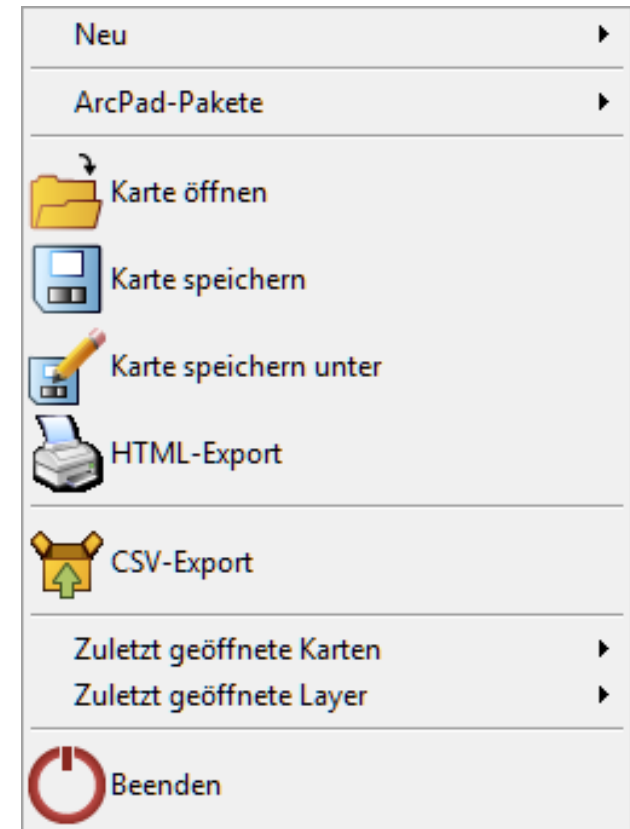 Neu
ArcPad-Pakete
Karte öffnen
Karte speichern
Karte speichern unter
HTML-Export
CSV-Export
Zuletzt geöffnete Karten
Zuletzt geöffnete Layer
Beenden